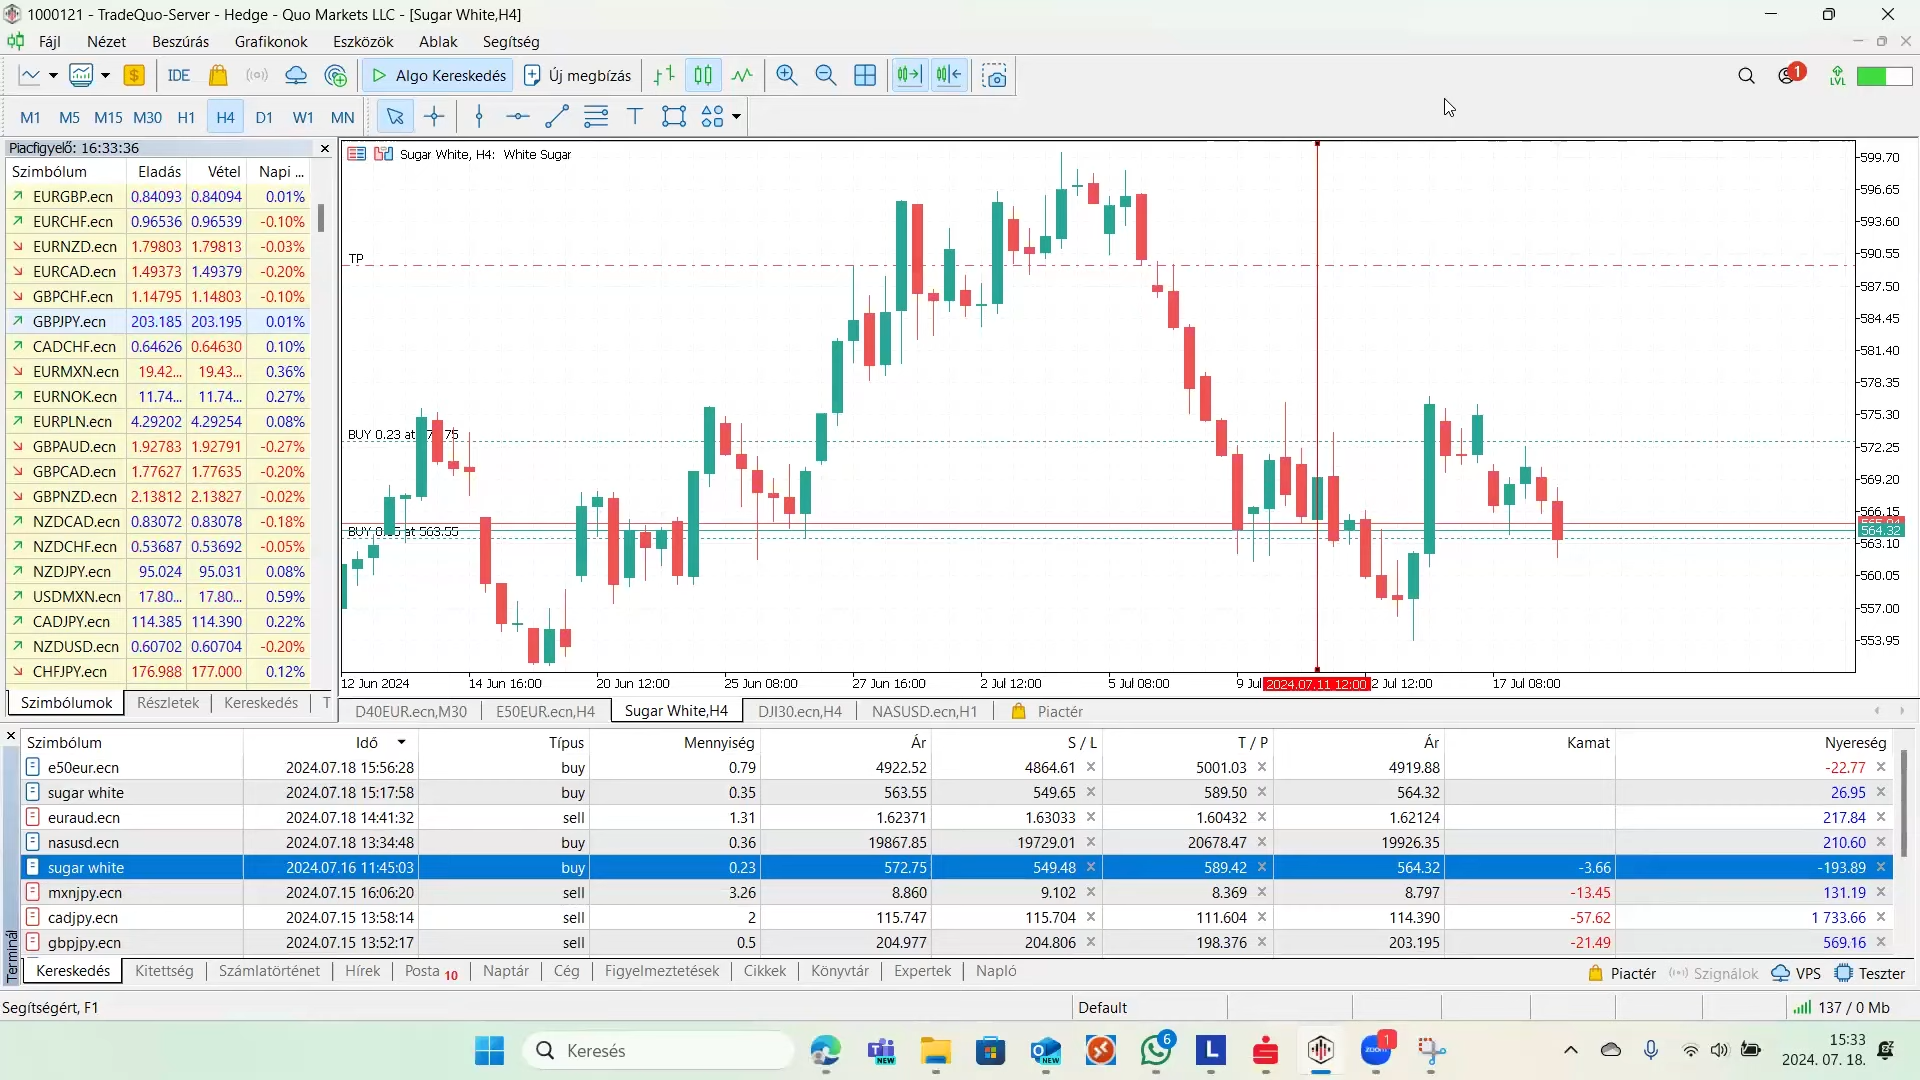 1000121 - TradeQuo-Server - Hedge - Quo Markets LLC - [Sugar White,H4]
Fájl Nézet Beszúrás Grafikonok Eszközök Ablak Segítség
IDE Algo Kereskedés Új megbízás 1 LVL
M1 M5 M15 M30 H1 H4 D1 W1 MN T
Piacfigyelő: 16:33:36
Szimbólum Eladás Vétel Napi ...
EURGBP.ecn 0.84093 0.84094 0.01%
EURCHF.ecn 0.96536 0.96539 -0.10%
EURNZD.ecn 1.79803 1.79813 -0.03%
EURCAD.ecn 1.49373 1.49379 -0.20%
GBPCHF.ecn 1.14795 1.14803 -0.10%
GBPJPY.ecn 203.185 203.195 0.01%
CADCHF.ecn 0.64626 0.64630 0.10%
EURMXN.ecn 19.42... 19.43... 0.36%
EURNOK.ecn 11.74... 11.74... 0.27%
EURPLN.ecn 4.29202 4.29254 0.08%
GBPAUD.ecn 1.92783 1.92791 -0.27%
GBPCAD.ecn 1.77627 1.77635 -0.20%
GBPNZD.ecn 2.13812 2.13827 -0.02%
NZDCAD.ecn 0.83072 0.83078 -0.18%
NZDCHF.ecn 0.53687 0.53692 -0.05%
NZDJPY.ecn 95.024 95.031 0.08%
USDMXN.ecn 17.80... 17.80... 0.59%
CADJPY.ecn 114.385 114.390 0.22%
NZDUSD.ecn 0.60702 0.60704 -0.20%
CHFJPY.ecn 176.988 177.000 0.12%
Szimbólumok Részletek Kereskedés T
Sugar White, H4: White Sugar
TP
BUY 0.23 at
BUY at 563.55
599.70
596.65
593.60
590.55
587.50
584.45
581.40
578.35
575.30
572.25
569.20
566.15
564.32
563.10
560.05
557.00
553.95
12 Jun 2024 14 Jun 16:00 20 Jun 12:00 25 Jun 08:00 27 Jun 16:00 2 Jul 12:00 5 Jul 08:00 9 Jul 2024.07.11 12:00 2 Jul 12:00 17 Jul 08:00
D40EUR.ecn,M30 E50EUR.ecn,H4 Sugar White,H4 DJI30.ecn,H4 NASUSD.ecn,H1 Piactér
Szimbólum Idő Típus Mennyiség Ár S / L T / P Ár Kamat Nyereség
e50eur.ecn 2024.07.18 15:56:28 buy 0.79 4922.52 4864.61 5001.03 4919.88 -22.77
sugar white 2024.07.18 15:17:58 buy 0.35 563.55 549.65 589.50 564.32 26.95
euraud.ecn 2024.07.18 14:41:32 sell 1.31 1.62371 1.63033 1.60432 1.62124 217.84
nasusd.ecn 2024.07.18 13:34:48 buy 0.36 19867.85 19729.01 20678.47 19926.35 210.60
sugar white 2024.07.16 11:45:03 buy 0.23 572.75 549.48 589.42 564.32 -3.66 -193.89
mxnjpy.ecn 2024.07.15 16:06:20 sell 3.26 8.860 9.102 8.369 8.797 -13.45 131.19
cadjpy.ecn 2024.07.15 13:58:14 sell 2 115.747 115.704 111.604 114.390 -57.62 1 733.66
gbpjpy.ecn 2024.07.15 13:52:17 sell 0.5 204.977 204.806 198.376 203.195 -21.49 569.16
Terminál
Kereskedés Kitettség Számlatörténet Hírek Posta 10 Naptár Cég Figyelmeztetések Cikkek Könyvtár Expertek Napló Piactér Szignálok VPS Teszter
Segítségért, F1 Default 137 / 0 Mb
Keresés NEW NEW 6 L zoom 1
15:33
2024. 07. 18.